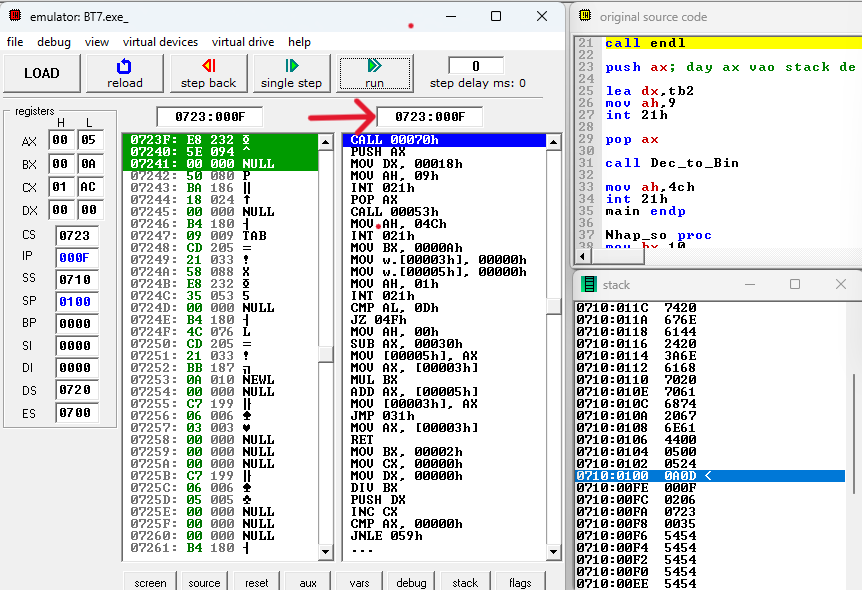 emulator: BT7.exe_
file debug view virtual devices virtual drive help
LOAD reload step back single step run 0 step delay ms: 0
registers
H L
AX 00 05
BX 00 0A
CX 01 AC
DX 00 00
CS 0723
IP 000F
SS 0710
SP 0100
BP 0000
SI 0000
DI 0000
DS 0720
ES 0700
0723:000F
0723F: E8 232
07240: 5E 094 ^
07241: 00 000 NULL
07242: 50 080 P
07243: BA 186 ║
07244: 18 024 ↑
07245: 00 000 NULL
07246: B4 180 ┤
07247: 09 009 TAB
07248: CD 205 =
07249: 21 033 !
0724A: 58 088 X
0724B: E8 232
0724C: 35 053 5
0724D: 00 000 NULL
0724E: B4 180 ┤
0724F: 4C 076 L
07250: CD 205 =
07251: 21 033 !
07252: BB 187 ╗
07253: 0A 010 NEWL
07254: 00 000 NULL
07255: C7 199 ╟
07256: 06 006 ♠
07257: 03 003 ♥
07258: 00 000 NULL
07259: 00 000 NULL
0725A: 00 000 NULL
0725B: C7 199 ╟
0725C: 06 006 ♠
0725D: 05 005 ♣
0725E: 00 000 NULL
0725F: 00 000 NULL
07260: 00 000 NULL
07261: B4 180 ┤
0723:000F
CALL 00070h
PUSH AX
MOV DX, 00018h
MOV AH, 09h
INT 021h
POP AX
CALL 00053h
MOV AH, 04Ch
INT 021h
MOV BX, 0000Ah
MOV w.[00003h], 00000h
MOV w.[00005h], 00000h
MOV AH, 01h
INT 021h
CMP AL, 0Dh
JZ 04Fh
MOV AH, 00h
SUB AX, 00030h
MOV [00005h], AX
MOV AX, [00003h]
MUL BX
ADD AX, [00005h]
MOV [00003h], AX
JMP 031h
MOV AX, [00003h]
RET
MOV BX, 00002h
MOV CX, 00000h
MOV DX, 00000h
DIV BX
PUSH DX
INC CX
CMP AX, 00000h
JNLE 059h
...
screen source reset aux vars debug stack flags
original source code
21 call endl
22
23 push ax; day ax vao stack de
24
25 lea dx,tb2
26 mov ah,9
27 int 21h
28
29 pop ax
30
31 call Dec_to_Bin
32
33 mov ah,4ch
34 int 21h
35 main endp
36
37 Nhap_so proc
38 mov bx,10
stack
0710:011C 7420
0710:011A 676E
0710:0118 6144
0710:0116 2420
0710:0114 3A6E
0710:0112 6168
0710:0110 7020
0710:010E 7061
0710:010C 6874
0710:010A 2067
0710:0108 6E61
0710:0106 4400
0710:0104 0500
0710:0102 0524
0710:0100 0A0D <
0710:00FE 000F
0710:00FC 0206
0710:00FA 0723
0710:00F8 0035
0710:00F6 5454
0710:00F4 5454
0710:00F2 5454
0710:00F0 5454
0710:00EE 5454